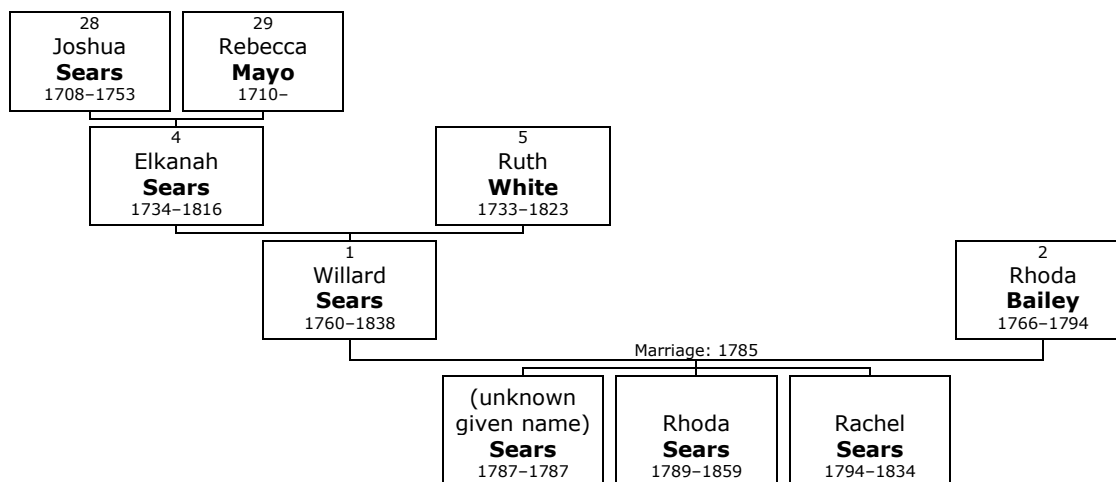 28
Joshua
Sears
1708–1753
29
Rebecca
Mayo
1710–
4
Elkanah
Sears
1734–1816
5
Ruth
White
1733–1823
1
Willard
Sears
1760–1838
2
Rhoda
Bailey
1766–1794
Marriage: 1785
(unknown
given name)
Sears
1787–1787
Rhoda
Sears
1789–1859
Rachel
Sears
1794–1834